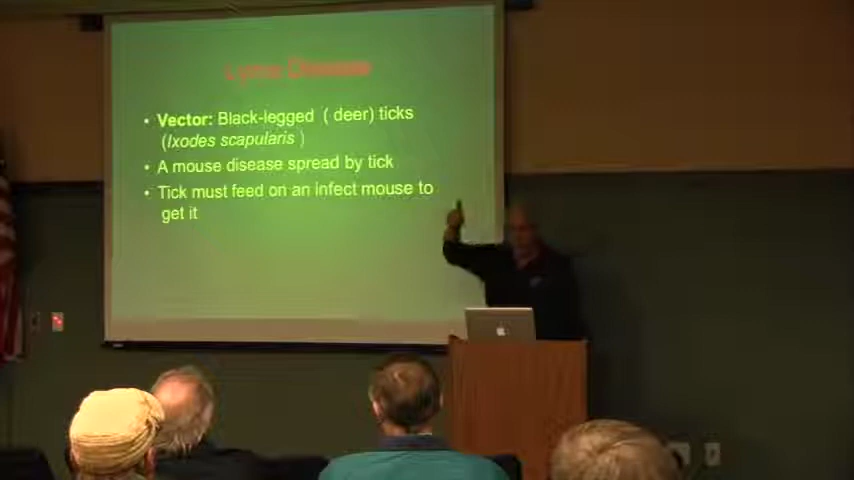 Lyme Disease
• Vector: Black-legged ( deer) ticks
(Ixodes scapularis )
• A mouse disease spread by tick
• Tick must feed on an infect mouse to
get it